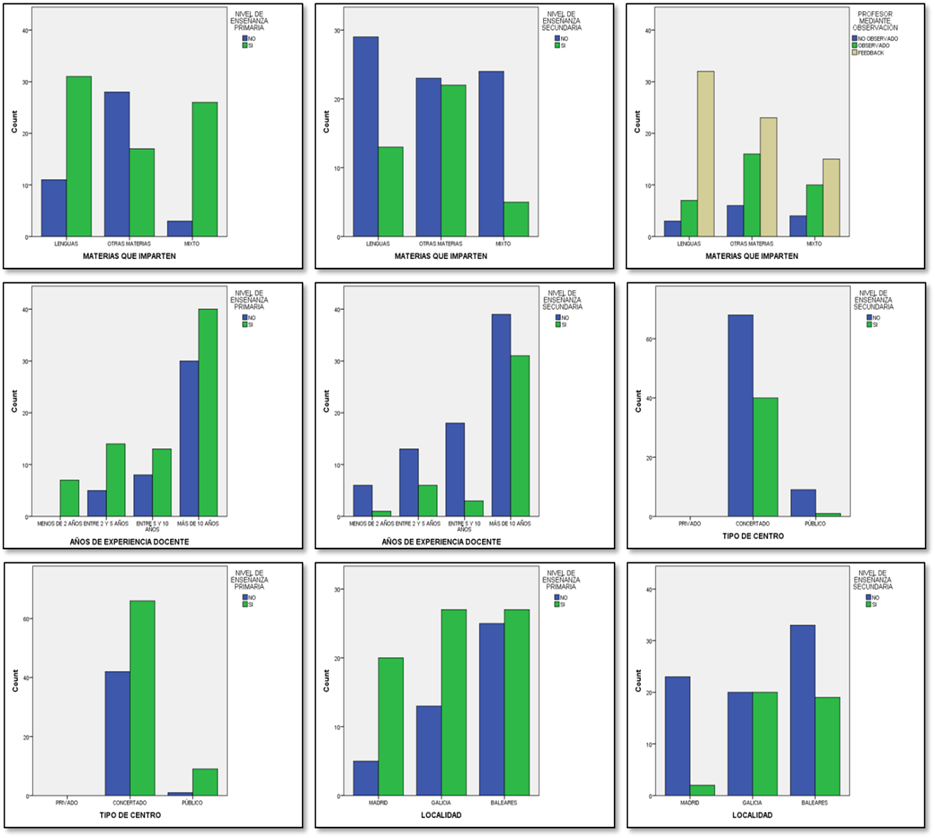 NIVEL DE
ENSEÑANZA
PRIMARIA
NO
SI
40
30
20
10
0
Count
LENGUAS OTRAS MATERIAS MIXTO
MATERIAS QUE IMPARTEN
NIVEL DE
ENSEÑANZA
SECUNDARIA
NO
SI
30
20
10
0
Count
LENGUAS OTRAS MATERIAS MIXTO
MATERIAS QUE IMPARTEN
PROFESOR
MEDIANTE
OBSERVACIÓN
NO OBSERVADO
OBSERVADO
FEEDBACK
40
30
20
10
0
Count
LENGUAS OTRAS MATERIAS MIXTO
MATERIAS QUE IMPARTEN
NIVEL DE
ENSEÑANZA
PRIMARIA
NO
SI
40
30
20
10
0
Count
MENOS DE 2 AÑOS ENTRE 2 Y 5 AÑOS ENTRE 5 Y 10 AÑOS MÁS DE 10 AÑOS
AÑOS DE EXPERIENCIA DOCENTE
NIVEL DE
ENSEÑANZA
SECUNDARIA
NO
SI
40
30
20
10
0
Count
MENOS DE 2 AÑOS ENTRE 2 Y 5 AÑOS ENTRE 5 Y 10 AÑOS MÁS DE 10 AÑOS
AÑOS DE EXPERIENCIA DOCENTE
NIVEL DE
ENSEÑANZA
SECUNDARIA
NO
SI
60
40
20
0
Count
PRIVADO CONCERTADO PÚBLICO
TIPO DE CENTRO
NIVEL DE
ENSEÑANZA
PRIMARIA
NO
SI
60
40
20
0
Count
PRIVADO CONCERTADO PÚBLICO
TIPO DE CENTRO
NIVEL DE
ENSEÑANZA
PRIMARIA
NO
SI
30
20
10
0
Count
MADRID GALICIA BALEARES
LOCALIDAD
NIVEL DE
ENSEÑANZA
SECUNDARIA
NO
SI
40
30
20
10
0
Count
MADRID GALICIA BALEARES
LOCALIDAD